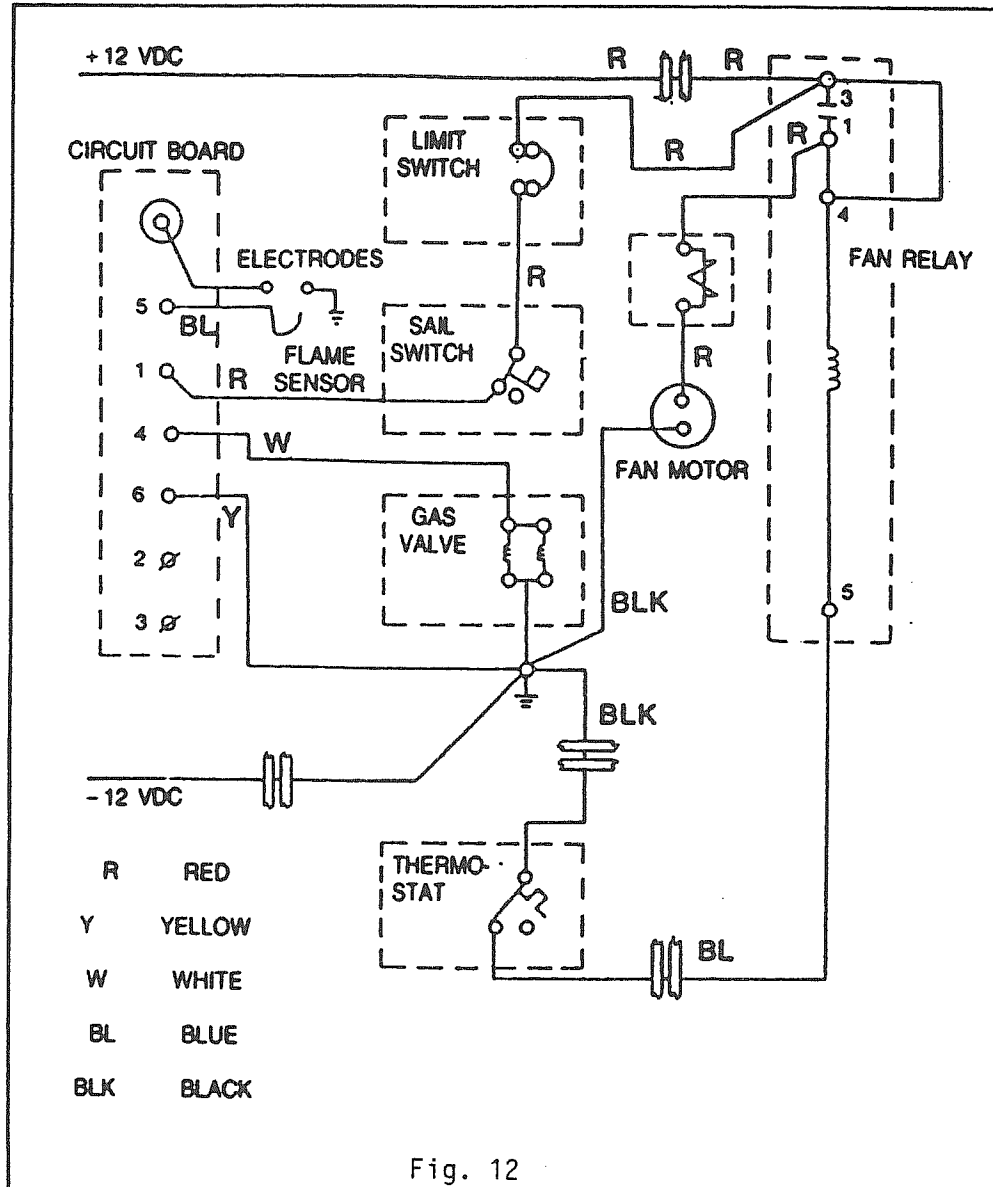 +12 VDC
R
R
3
1
R
R
4
FAN RELAY
5
LIMIT
SWITCH
CIRCUIT BOARD
ELECTRODES
5
BL
FLAME
SENSOR
R
SAIL
SWITCH
1
R
R
FAN MOTOR
4
W
6
Y
GAS
VALVE
2
3
BLK
BLK
-12 VDC
THERMO-
STAT
BL
R RED
Y YELLOW
W WHITE
BL BLUE
BLK BLACK
Fig. 12